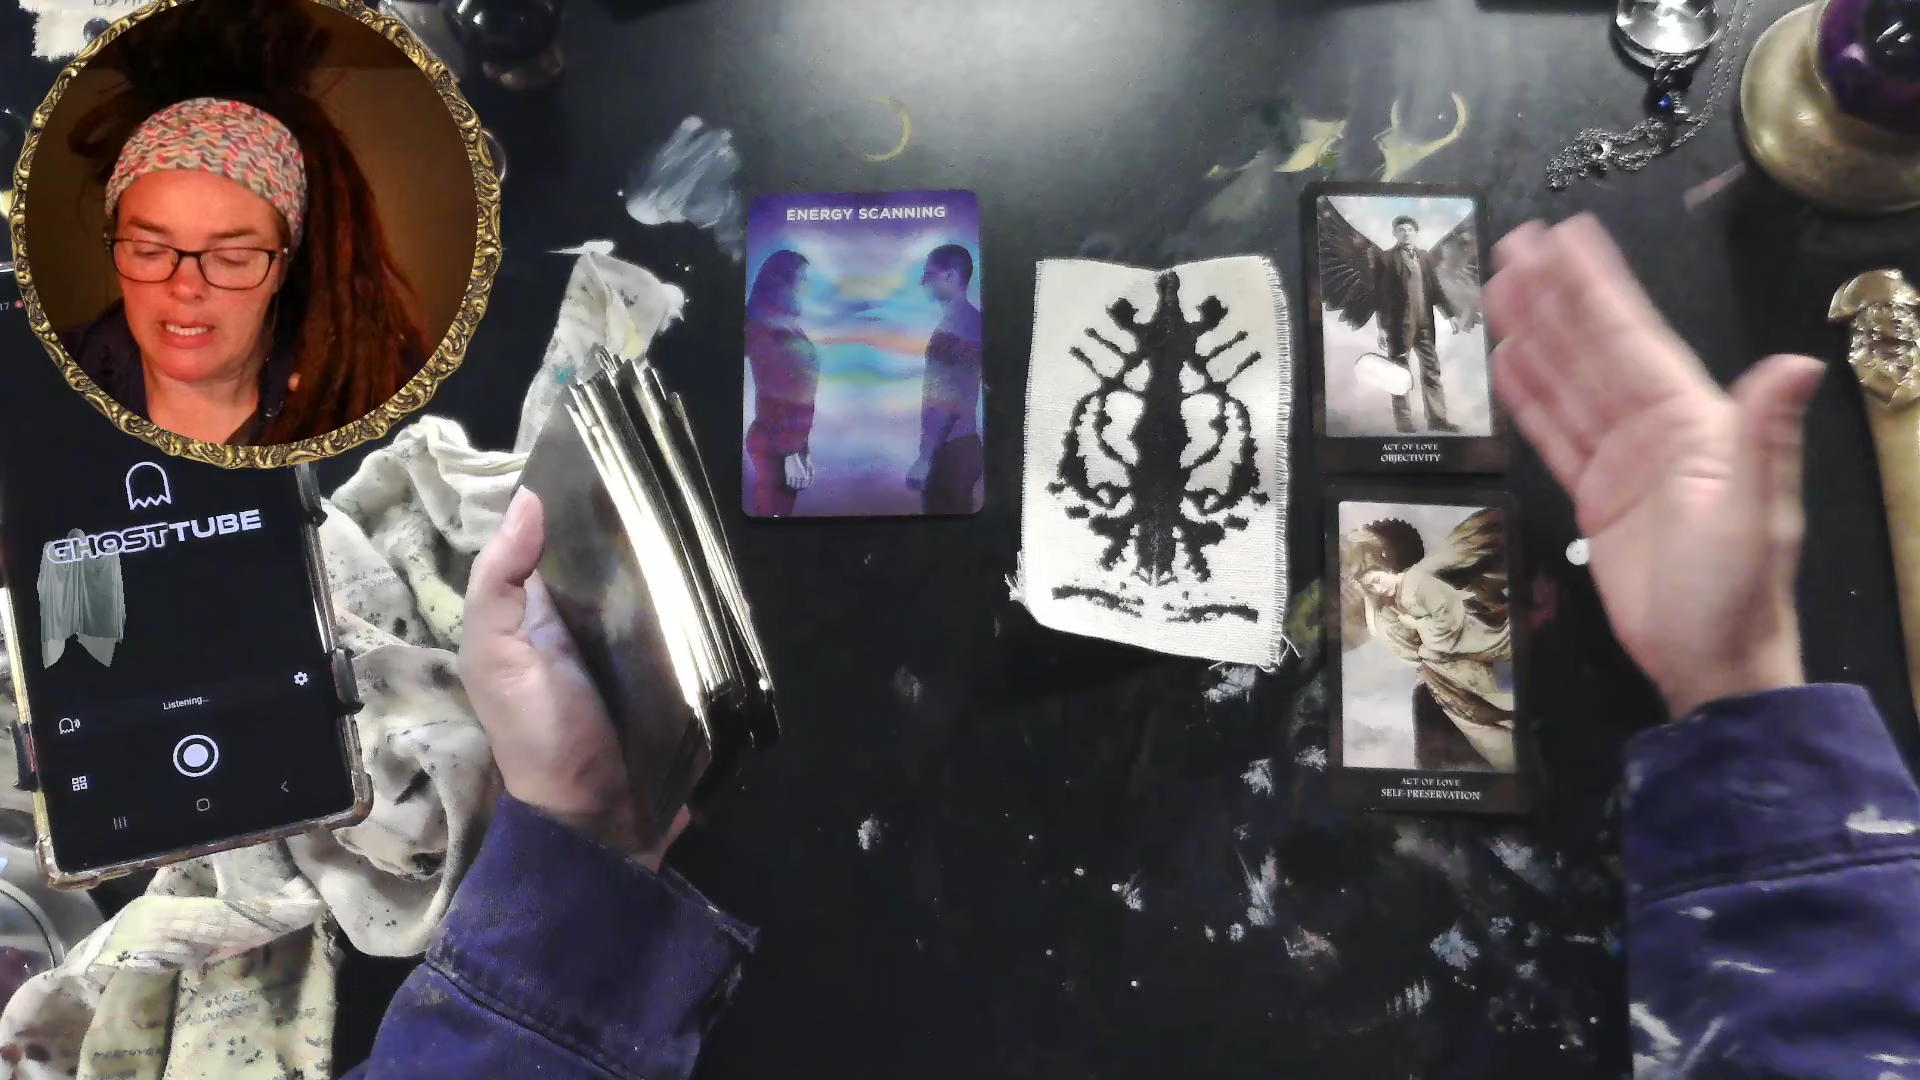 ENERGY SCANNING
ACT OF LOVE
OBJECTIVITY
GHOSTTUBE
Listening...
ACT OF LOVE
SELF-PRESERVATION